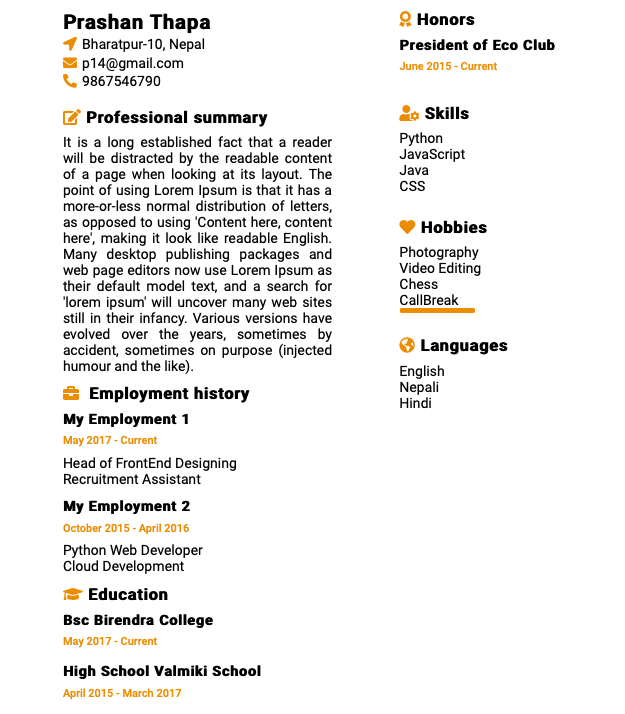 Prashan Thapa
Bharatpur-10, Nepal
p14@gmail.com
9867546790
Professional summary
It is a long established fact that a reader
will be distracted by the readable content
of a page when looking at its layout. The
point of using Lorem Ipsum is that it has a
more-or-less normal distribution of letters,
as opposed to using 'Content here, content
here', making it look like readable English.
Many desktop publishing packages and
web page editors now use Lorem Ipsum as
their default model text, and a search for
'lorem ipsum' will uncover many web sites
still in their infancy. Various versions have
evolved over the years, sometimes by
accident, sometimes on purpose (injected
humour and the like).
Employment history
My Employment 1
May 2017 - Current
Head of FrontEnd Designing
Recruitment Assistant
My Employment 2
October 2015 - April 2016
Python Web Developer
Cloud Development
Education
Bsc Birendra College
May 2017 - Current
High School Valmiki School
April 2015 - March 2017
Honors
President of Eco Club
June 2015 - Current
Skills
Python
JavaScript
Java
CSS
Hobbies
Photography
Video Editing
Chess
CallBreak
Languages
English
Nepali
Hindi